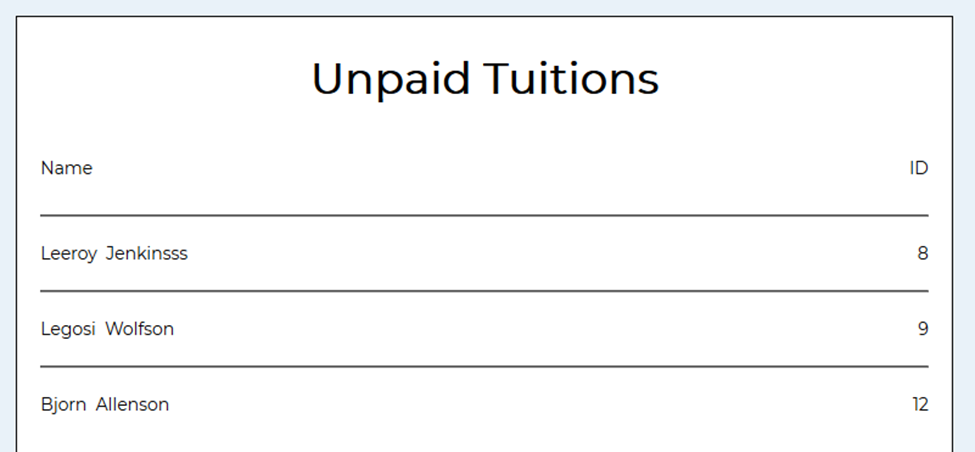 Unpaid Tuitions
Name ID
Leeroy Jenkinsss 8
Legosi Wolfson 9
Bjorn Allenson 12